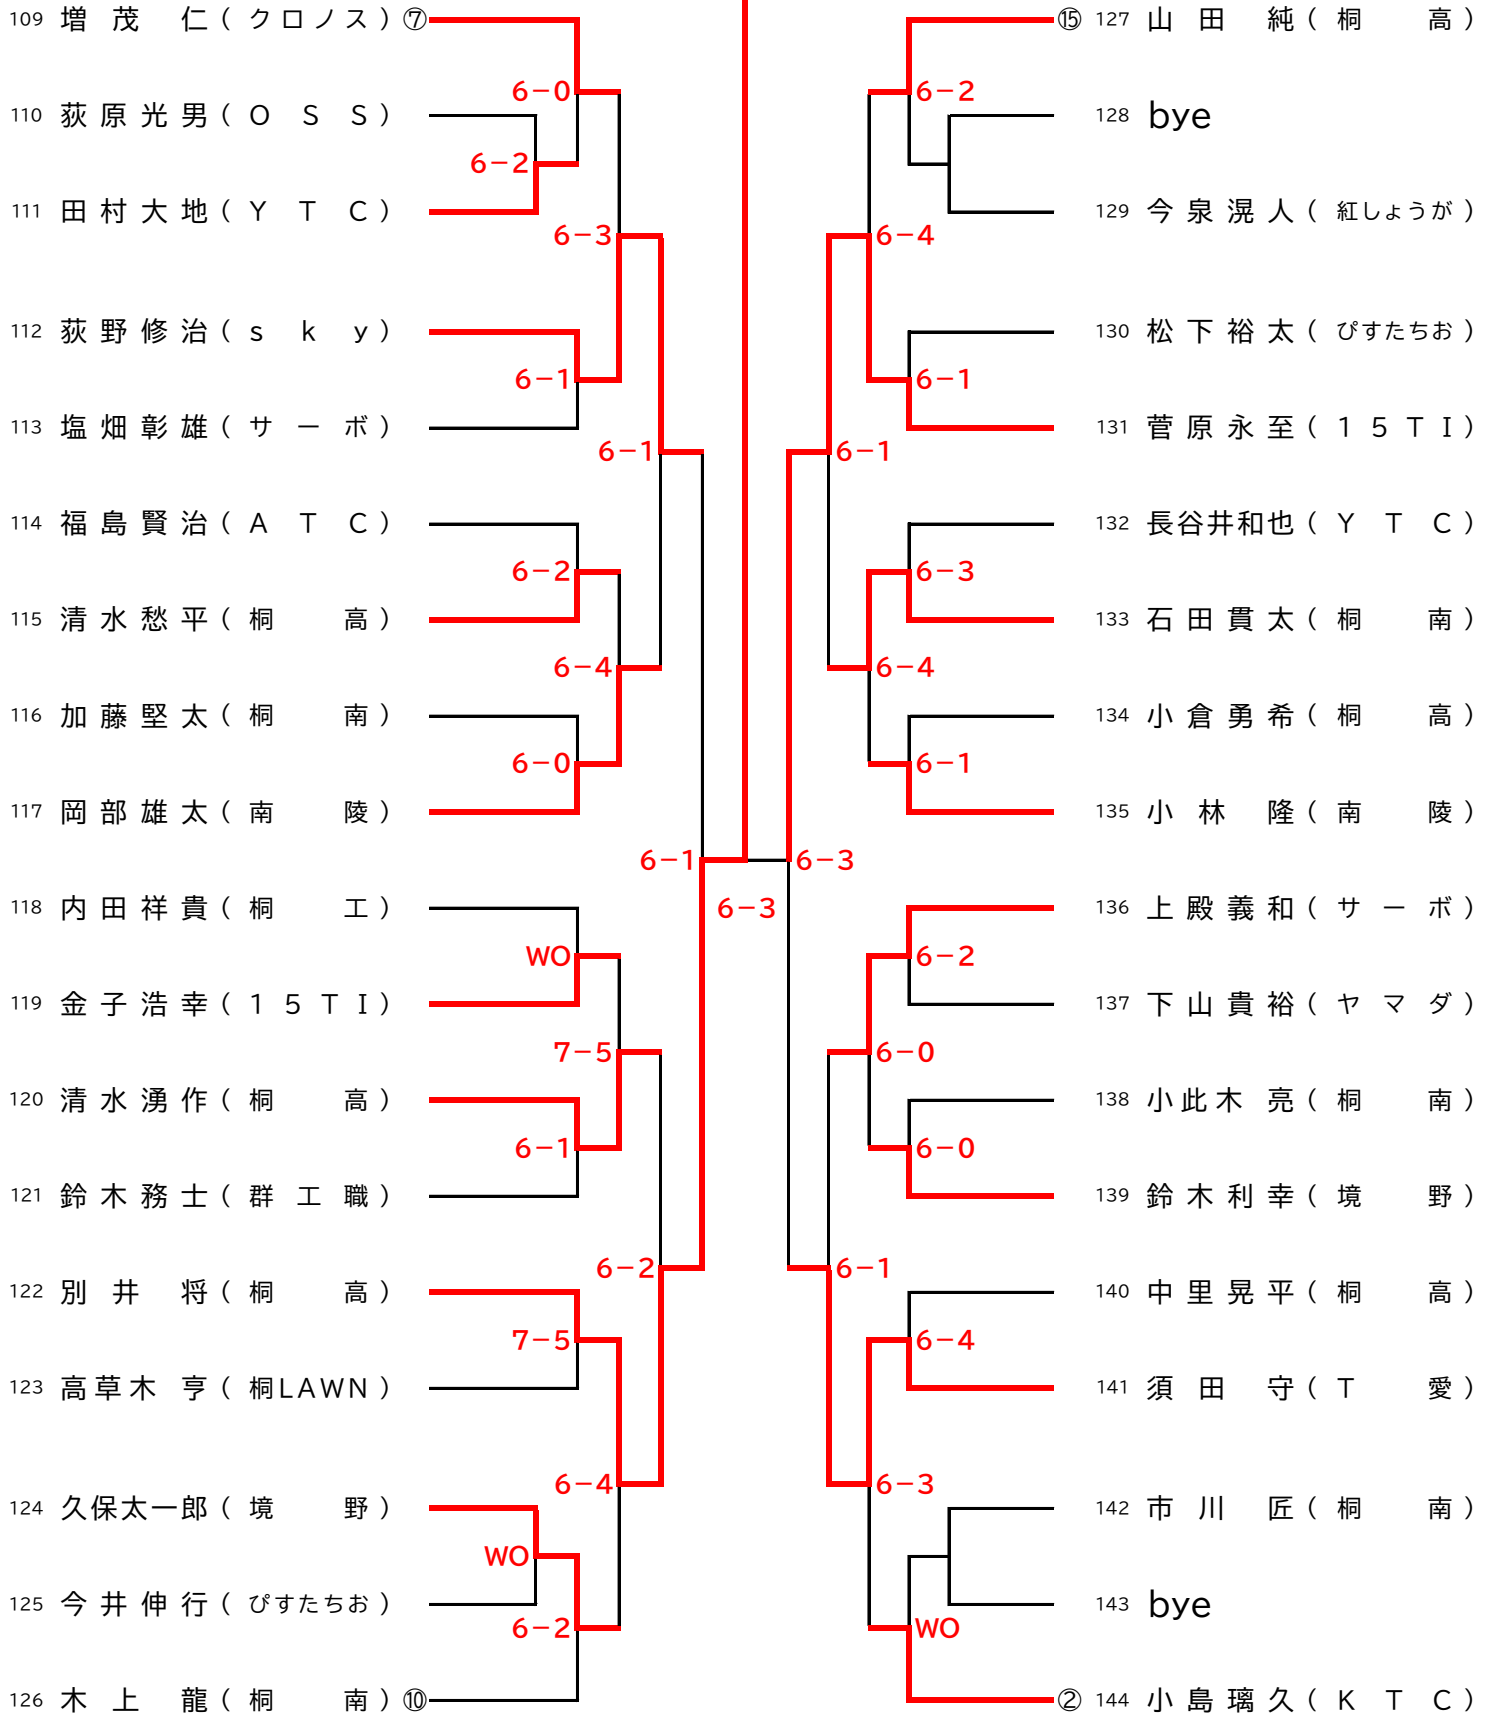 109 増茂 仁(クロノス)⑦
6-0
110 荻原光男(OSS)
6-2
111 田村大地(YTC)
6-3
112 荻野修治(sky)
6-1
113 塩畑彰雄(サーボ)
6-1
114 福島賢治(ATC)
6-2
115 清水愁平(桐高)
6-4
116 加藤堅太(桐南)
6-0
117 岡部雄太(南陵)
6-1
118 内田祥貴(桐工)
WO
119 金子浩幸(15TI)
7-5
120 清水湧作(桐高)
6-1
121 鈴木務士(群工職)
6-2
122 別井 将(桐高)
7-5
123 高草木 亨(桐LAWN)
6-4
124 久保太一郎(境野)
WO
125 今井伸行(ぴすたちお)
6-2
126 木上 龍(桐南)⑩
6-3
⑮ 127 山田 純(桐高)
6-2
128 bye
129 今泉滉人(紅しょうが)
6-4
130 松下裕太(ぴすたちお)
6-1
131 菅原永至(15TI)
6-1
132 長谷井和也(YTC)
6-3
133 石田貫太(桐南)
6-4
134 小倉勇希(桐高)
6-1
135 小林 隆(南陵)
6-3
136 上殿義和(サーボ)
6-2
137 下山貴裕(ヤマダ)
6-0
138 小此木 亮(桐南)
6-0
139 鈴木利幸(境野)
6-1
140 中里晃平(桐高)
6-4
141 須田 守(T愛)
6-3
142 市川 匠(桐南)
143 bye
WO
② 144 小島璃久(KTC)